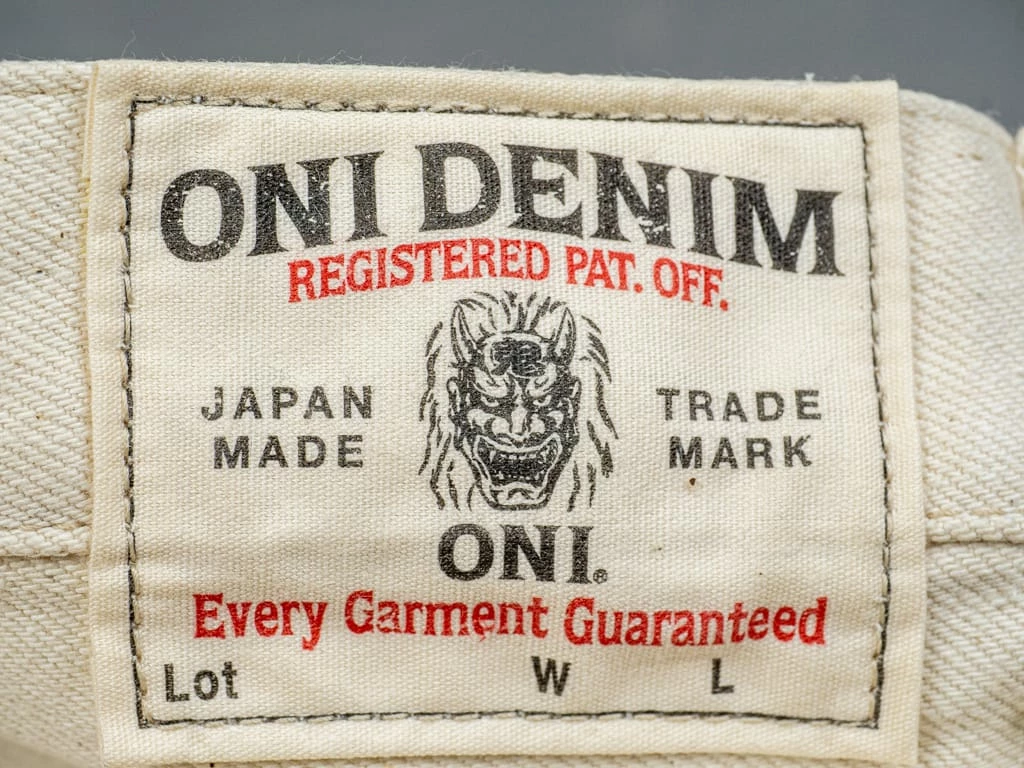 ONI DENIM
REGISTERED PAT. OFF.
JAPAN MADE
TRADE MARK
ONI.®
Every Garment Guaranteed
Lot W L